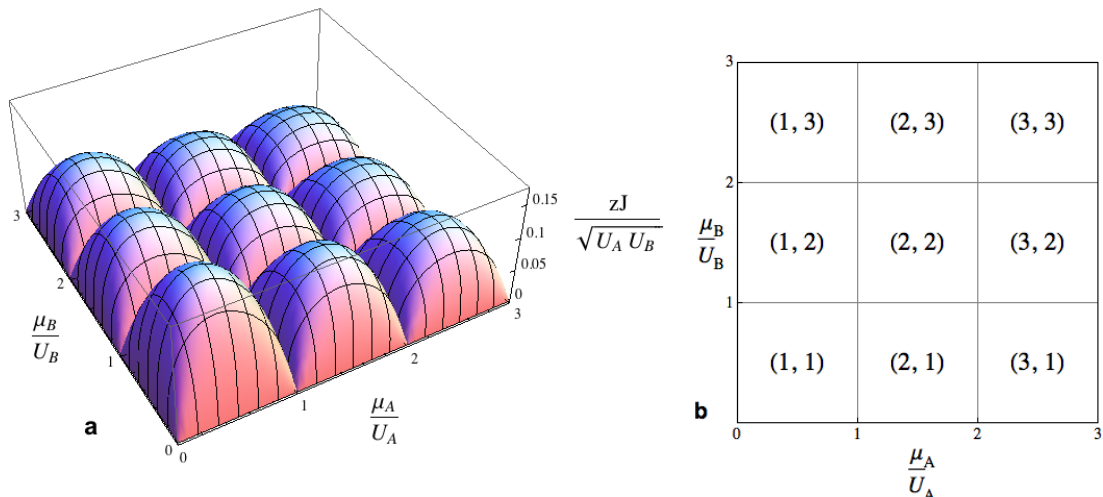 3
2
1
0
μ_B
U_B
a
0
1
2
3
μ_A
U_A
0.15
0.1
0.05
0
zJ
√ U_A U_B
3
2
1
μ_B
U_B
(1, 3) (2, 3) (3, 3)
(1, 2) (2, 2) (3, 2)
(1, 1) (2, 1) (3, 1)
b
0 1 2 3
μ_A
U_A